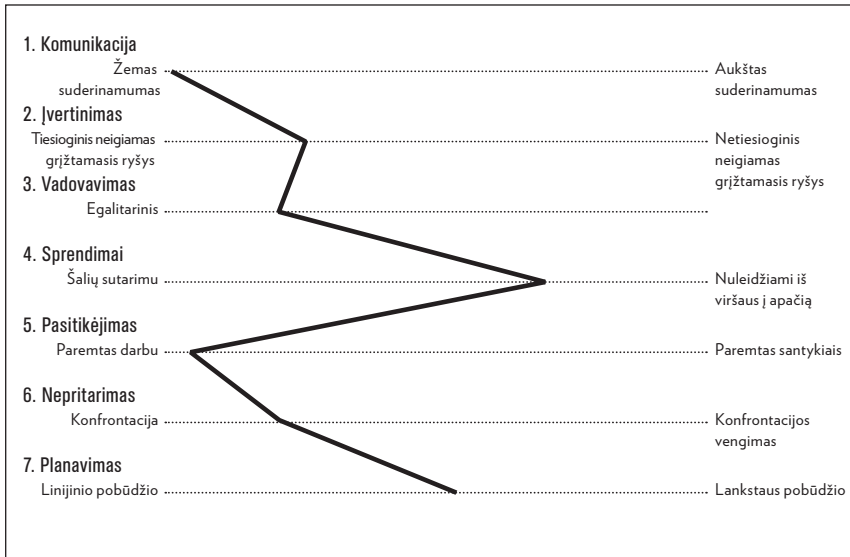 1. Komunikacija
Žemas
suderinamumas
Aukštas
suderinamumas
2. Įvertinimas
Tiesioginis neigiamas
grįžtamasis ryšys
Netiesioginis
neigiamas
grįžtamasis ryšys
3. Vadovavimas
Egalitarinis
4. Sprendimai
Šalių sutarimu
Nuleidžiami iš
viršaus į apačią
5. Pasitikėjimas
Paremtas darbu
Paremtas santykiais
6. Nepritarimas
Konfrontacija
Konfrontacijos
vengimas
7. Planavimas
Linijinio pobūdžio
Lankstaus pobūdžio